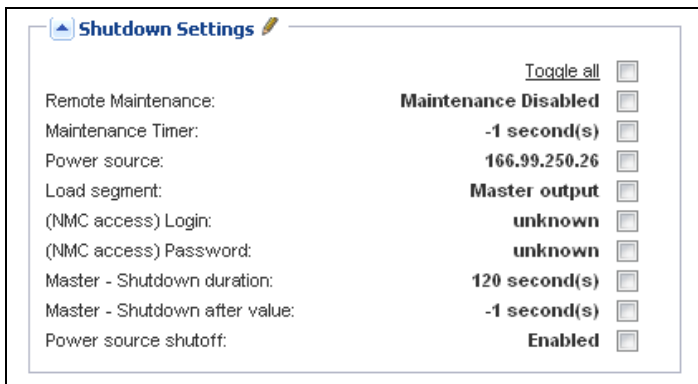 Shutdown Settings
Toggle all
Remote Maintenance: Maintenance Disabled
Maintenance Timer: -1 second(s)
Power source: 166.99.250.26
Load segment: Master output
(NMC access) Login: unknown
(NMC access) Password: unknown
Master - Shutdown duration: 120 second(s)
Master - Shutdown after value: -1 second(s)
Power source shutoff: Enabled